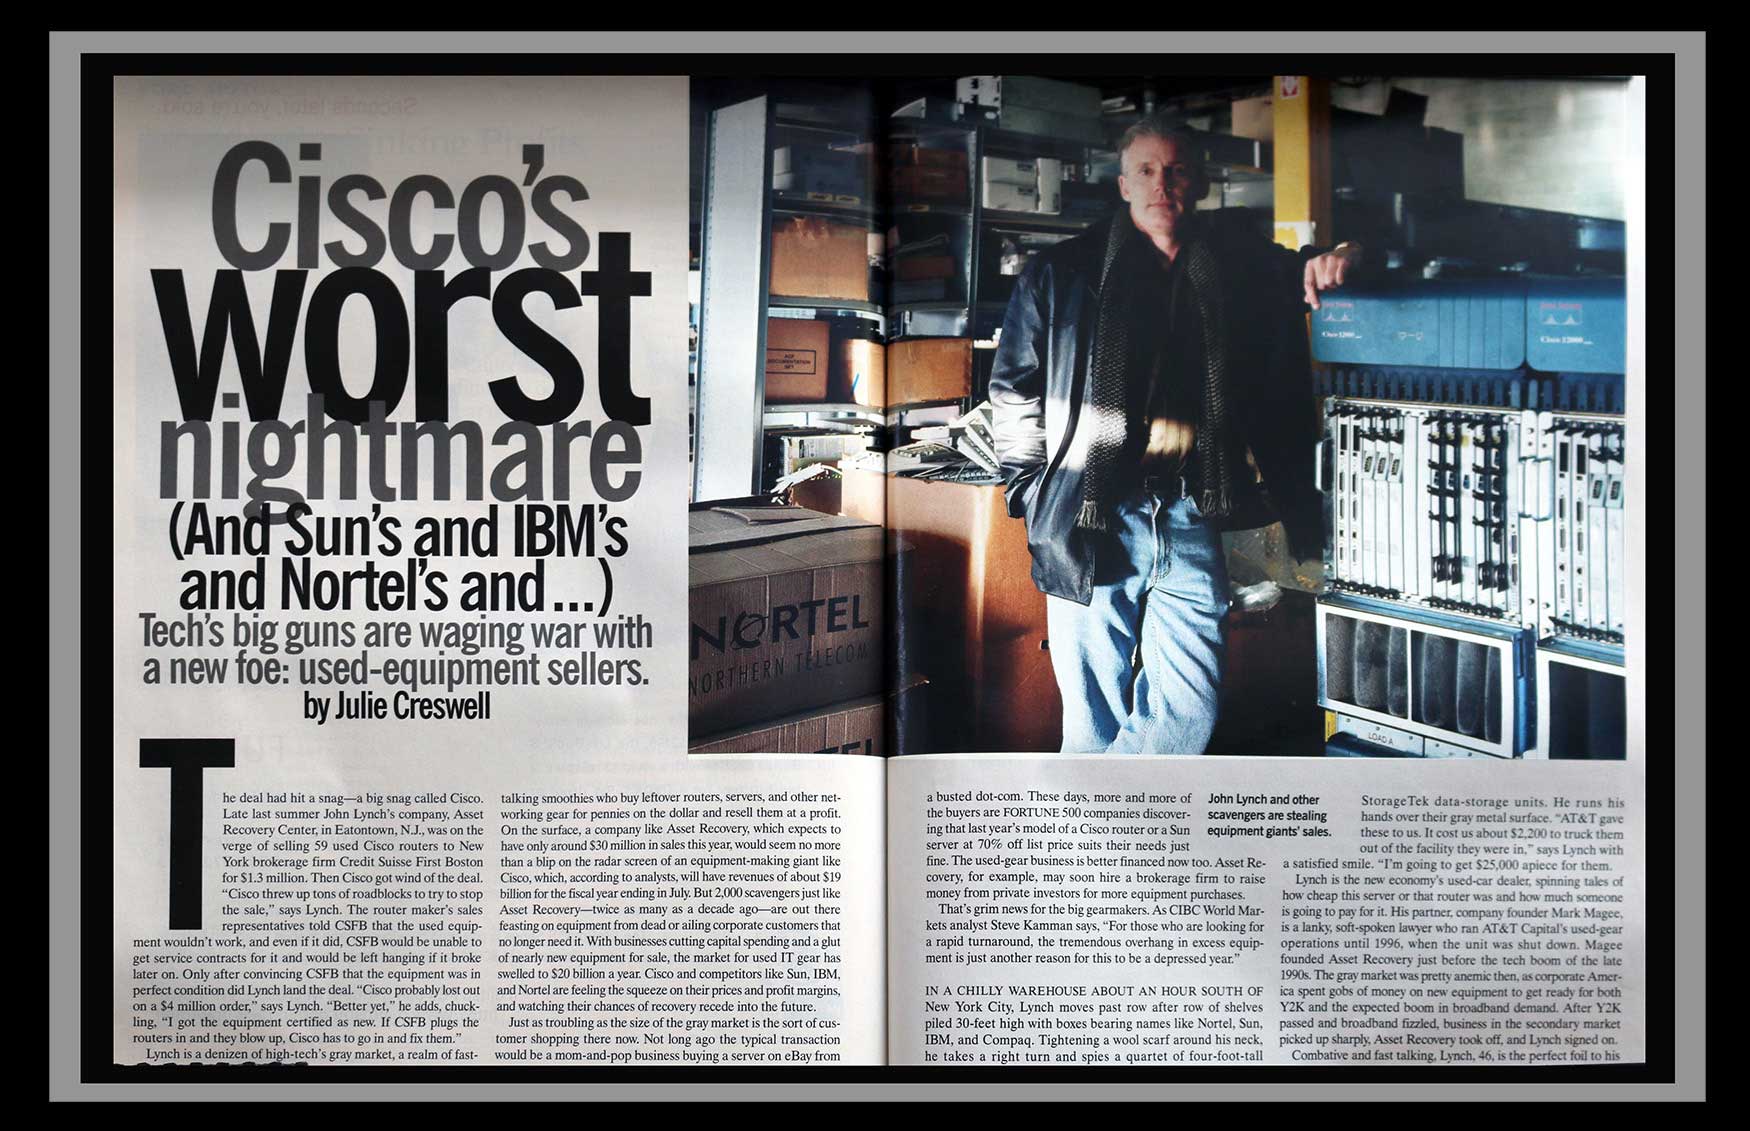 Cisco's
worst
nightmare
(And Sun's and IBM's
and Nortel's and...)
Tech's big guns are waging war with
a new foe: used-equipment sellers.
by Julie Creswell
The deal had hit a snag—a big snag called Cisco.
Late last summer John Lynch's company, Asset
Recovery Center, in Eatontown, N.J., was on the
verge of selling 59 used Cisco routers to New
York brokerage firm Credit Suisse First Boston
for $1.3 million. Then Cisco got wind of the deal.
“Cisco threw up tons of roadblocks to try to stop
the sale,” says Lynch. The router maker's sales
representatives told CSFB that the used equip-
ment wouldn't work, and even if it did, CSFB would be unable to
get service contracts for it and would be left hanging if it broke
later on. Only after convincing CSFB that the equipment was in
perfect condition did Lynch land the deal. “Cisco probably lost out
on a $4 million order,” says Lynch. “Better yet,” he adds, chuck-
ling, “I got the equipment certified as new. If CSFB plugs the
routers in and they blow up, Cisco has to go in and fix them.”
Lynch is a denizen of high-tech's gray market, a realm of fast-
talking smoothies who buy leftover routers, servers, and other net-
working gear for pennies on the dollar and resell them at a profit.
On the surface, a company like Asset Recovery, which expects to
have only around $30 million in sales this year, would seem no more
than a blip on the radar screen of an equipment-making giant like
Cisco, which, according to analysts, will have revenues of about $19
billion for the fiscal year ending in July. But 2,000 scavengers just like
Asset Recovery—twice as many as a decade ago—are out there
feasting on equipment from dead or ailing corporate customers that
no longer need it. With businesses cutting capital spending and a glut
of nearly new equipment for sale, the market for used IT gear has
swelled to $20 billion a year. Cisco and competitors like Sun, IBM,
and Nortel are feeling the squeeze on their prices and profit margins,
and watching their chances of recovery recede into the future.
Just as troubling as the size of the gray market is the sort of cus-
tomer shopping there now. Not long ago the typical transaction
would be a mom-and-pop business buying a server on eBay from
a busted dot-com. These days, more and more of
the buyers are FORTUNE 500 companies discover-
ing that last year's model of a Cisco router or a Sun
server at 70% off list price suits their needs just
fine. The used-gear business is better financed now too. Asset Re-
covery, for example, may soon hire a brokerage firm to raise
money from private investors for more equipment purchases.
That's grim news for the big gearmakers. As CIBC World Mar-
kets analyst Steve Kamman says, “For those who are looking for
a rapid turnaround, the tremendous overhang in excess equip-
ment is just another reason for this to be a depressed year.”
IN A CHILLY WAREHOUSE ABOUT AN HOUR SOUTH OF
New York City, Lynch moves past row after row of shelves
piled 30-feet high with boxes bearing names like Nortel, Sun,
IBM, and Compaq. Tightening a wool scarf around his neck,
he takes a right turn and spies a quartet of four-foot-tall
John Lynch and other
scavengers are stealing
equipment giants' sales.
StorageTek data-storage units. He runs his
hands over their gray metal surface. “AT&T gave
these to us. It cost us about $2,200 to truck them
out of the facility they were in,” says Lynch with
a satisfied smile. “I'm going to get $25,000 apiece for them.
Lynch is the new economy's used-car dealer, spinning tales of
how cheap this server or that router was and how much someone
is going to pay for it. His partner, company founder Mark Magee,
is a lanky, soft-spoken lawyer who ran AT&T Capital's used-gear
operations until 1996, when the unit was shut down. Magee
founded Asset Recovery just before the tech boom of the late
1990s. The gray market was pretty anemic then, as corporate Amer-
ica spent gobs of money on new equipment to get ready for both
Y2K and the expected boom in broadband demand. After Y2K
passed and broadband fizzled, business in the secondary market
picked up sharply, Asset Recovery took off, and Lynch signed on.
Combative and fast talking, Lynch, 46, is the perfect foil to his
NORTEL
NORTHERN TELECOM
NORTEL
DOCUMENTATION
SET
Cisco 12000
Cisco 12000
LOAD A